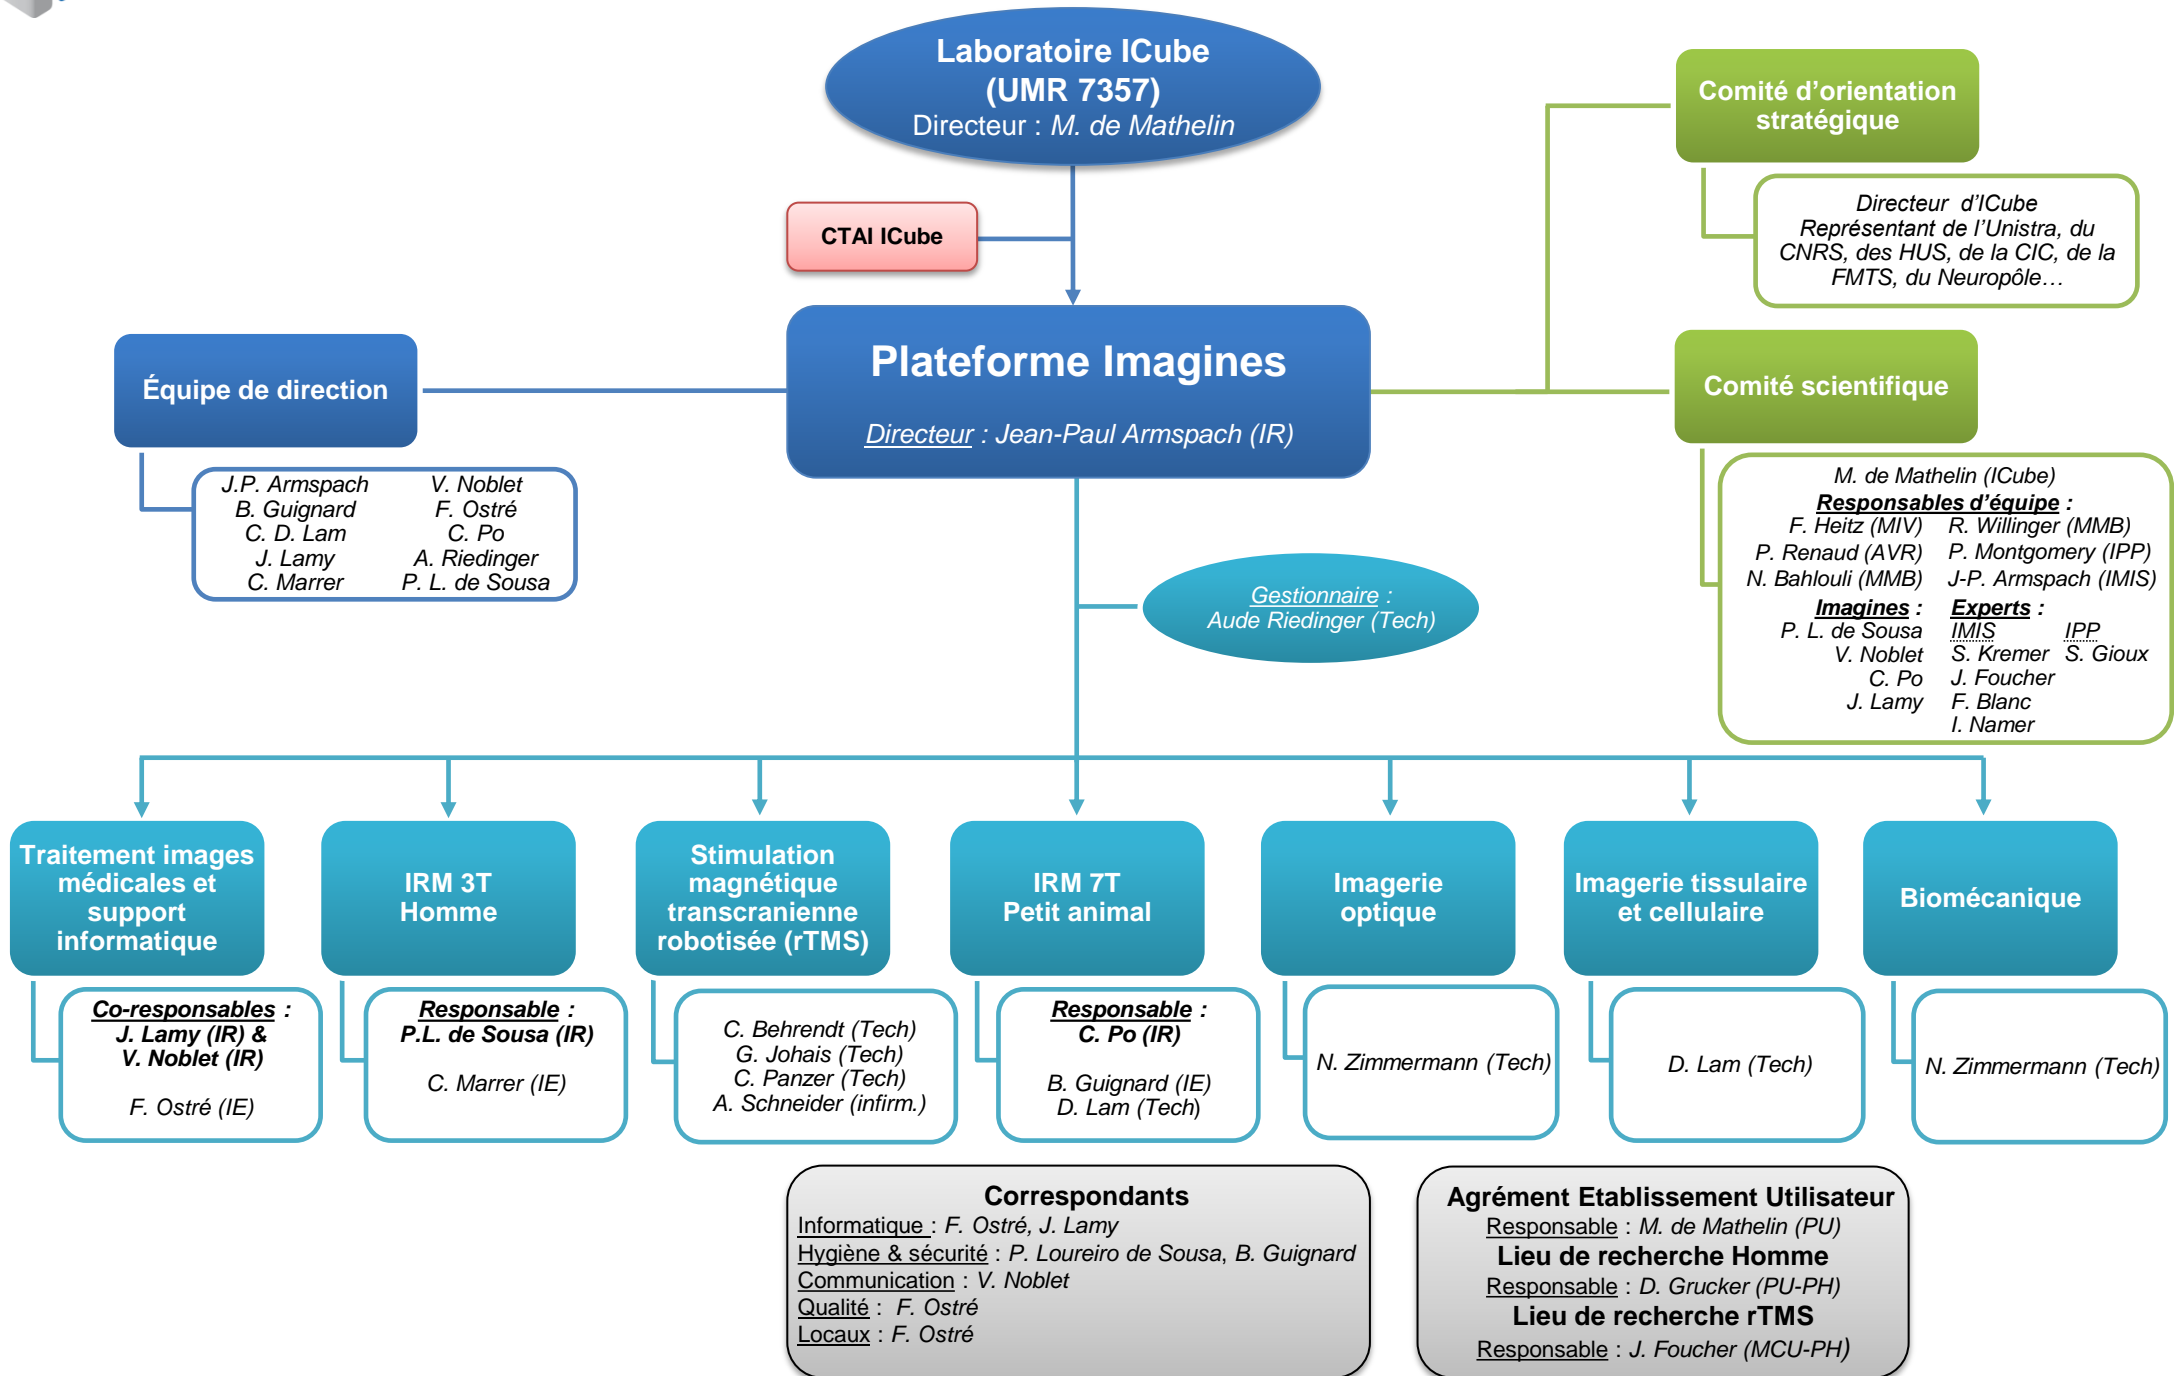 Laboratoire ICube
(UMR 7357)
Directeur : M. de Mathelin
CTAI ICube
Plateforme Imagines
Directeur : Jean-Paul Armspach (IR)
Équipe de direction
J.P. Armspach
B. Guignard
C. D. Lam
J. Lamy
C. Marrer
V. Noblet
F. Ostré
C. Po
A. Riedinger
P. L. de Sousa
Comité d’orientation
stratégique
Directeur d’ICube
Représentant de l’Unistra, du
CNRS, des HUS, de la CIC, de la
FMTS, du Neuropôle…
Comité scientifique
M. de Mathelin (ICube)
Responsables d’équipe :
F. Heitz (MIV) R. Willinger (MMB)
P. Renaud (AVR) P. Montgomery (IPP)
N. Bahlouli (MMB) J-P. Armspach (IMIS)
Imagines : Experts :
P. L. de Sousa IMIS IPP
V. Noblet S. Kremer S. Gioux
C. Po J. Foucher
J. Lamy F. Blanc
I. Namer
Gestionnaire :
Aude Riedinger (Tech)
Traitement images
médicales et
support
informatique
Co-responsables :
J. Lamy (IR) &
V. Noblet (IR)
F. Ostré (IE)
IRM 3T
Homme
Responsable :
P.L. de Sousa (IR)
C. Marrer (IE)
Stimulation
magnétique
transcranienne
robotisée (rTMS)
C. Behrendt (Tech)
G. Johais (Tech)
C. Panzer (Tech)
A. Schneider (infirm.)
IRM 7T
Petit animal
Responsable :
C. Po (IR)
B. Guignard (IE)
D. Lam (Tech)
Imagerie
optique
N. Zimmermann (Tech)
Imagerie tissulaire
et cellulaire
D. Lam (Tech)
Biomécanique
N. Zimmermann (Tech)
Correspondants
Informatique : F. Ostré, J. Lamy
Hygiène & sécurité : P. Loureiro de Sousa, B. Guignard
Communication : V. Noblet
Qualité : F. Ostré
Locaux : F. Ostré
Agrément Etablissement Utilisateur
Responsable : M. de Mathelin (PU)
Lieu de recherche Homme
Responsable : D. Grucker (PU-PH)
Lieu de recherche rTMS
Responsable : J. Foucher (MCU-PH)